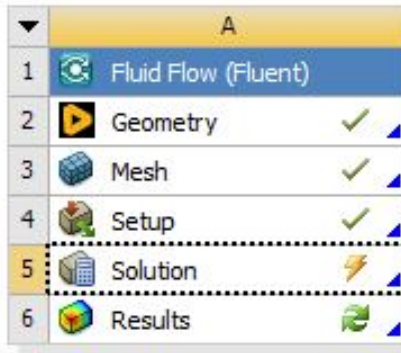 A
1 Fluid Flow (Fluent)
2 Geometry
3 Mesh
4 Setup
5 Solution
6 Results